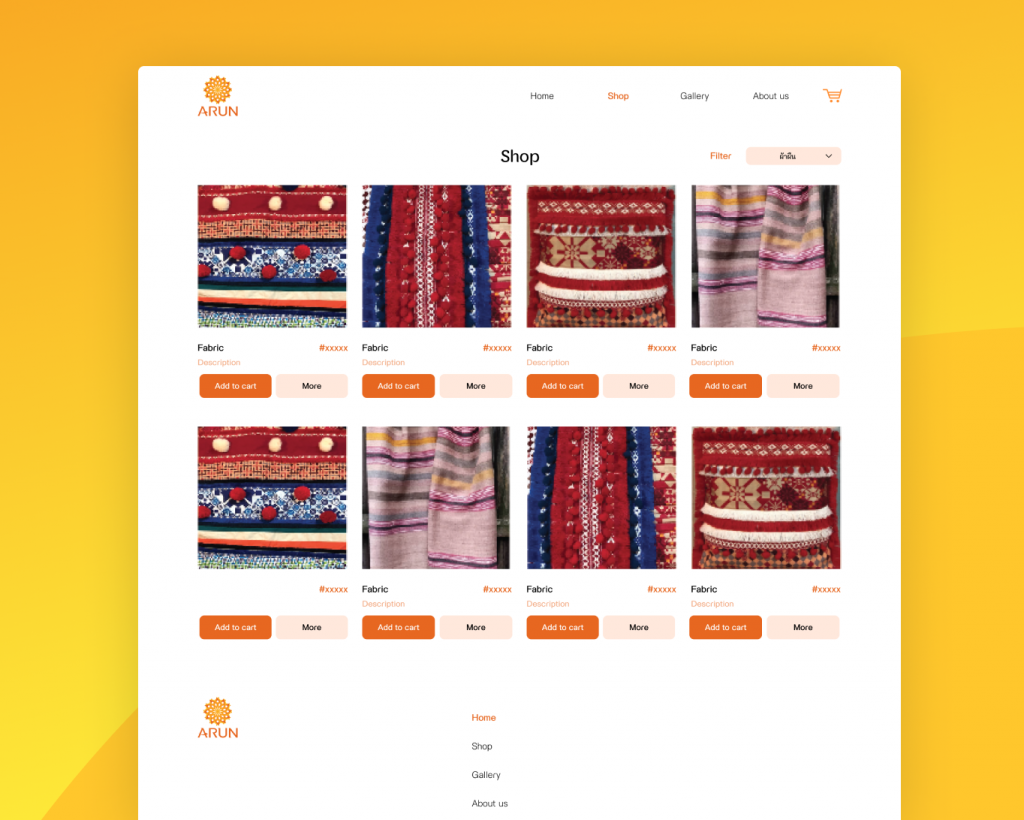 ARUN
Home Shop Gallery About us
Shop
Filter ผ้าผืน
Fabric #xxxxx Fabric #xxxxx Fabric #xxxxx Fabric #xxxxx
Description Description Description Description
Add to cart More Add to cart More Add to cart More Add to cart More
#xxxxx Fabric #xxxxx Fabric #xxxxx Fabric #xxxxx
Description Description Description
Add to cart More Add to cart More Add to cart More Add to cart More
ARUN
Home
Shop
Gallery
About us